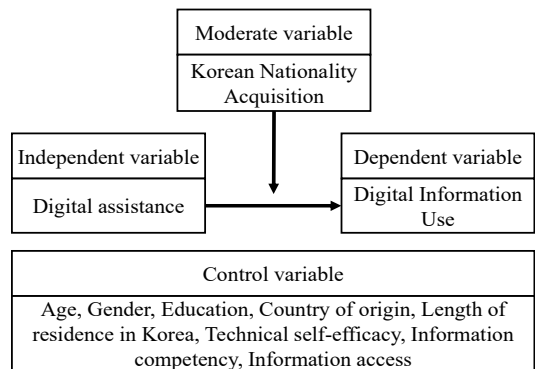 Moderate variable
Korean Nationality
Acquisition
Independent variable
Digital assistance
Dependent variable
Digital Information
Use
Control variable
Age, Gender, Education, Country of origin, Length of
residence in Korea, Technical self-efficacy, Information
competency, Information access